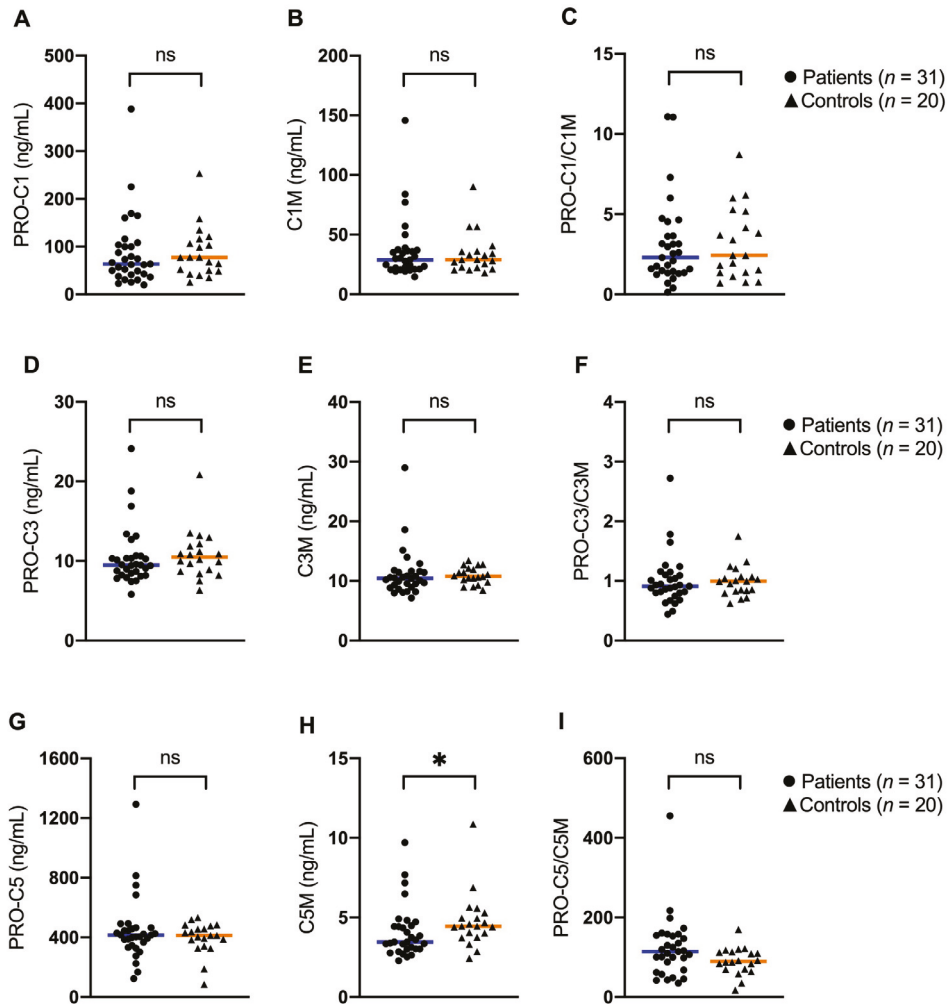 A
B
C
ns
ns
ns
500
400
300
200
100
0
PRO-C1 (ng/mL)
200
150
100
50
0
C1M (ng/mL)
15
10
5
0
PRO-C1/C1M
● Patients (n = 31)
▲ Controls (n = 20)
D
E
F
ns
ns
ns
30
20
10
0
PRO-C3 (ng/mL)
40
30
20
10
0
C3M (ng/mL)
4
3
2
1
0
PRO-C3/C3M
● Patients (n = 31)
▲ Controls (n = 20)
G
H
I
ns
*
ns
1600
1200
800
400
0
PRO-C5 (ng/mL)
15
10
5
0
C5M (ng/mL)
600
400
200
0
PRO-C5/C5M
● Patients (n = 31)
▲ Controls (n = 20)